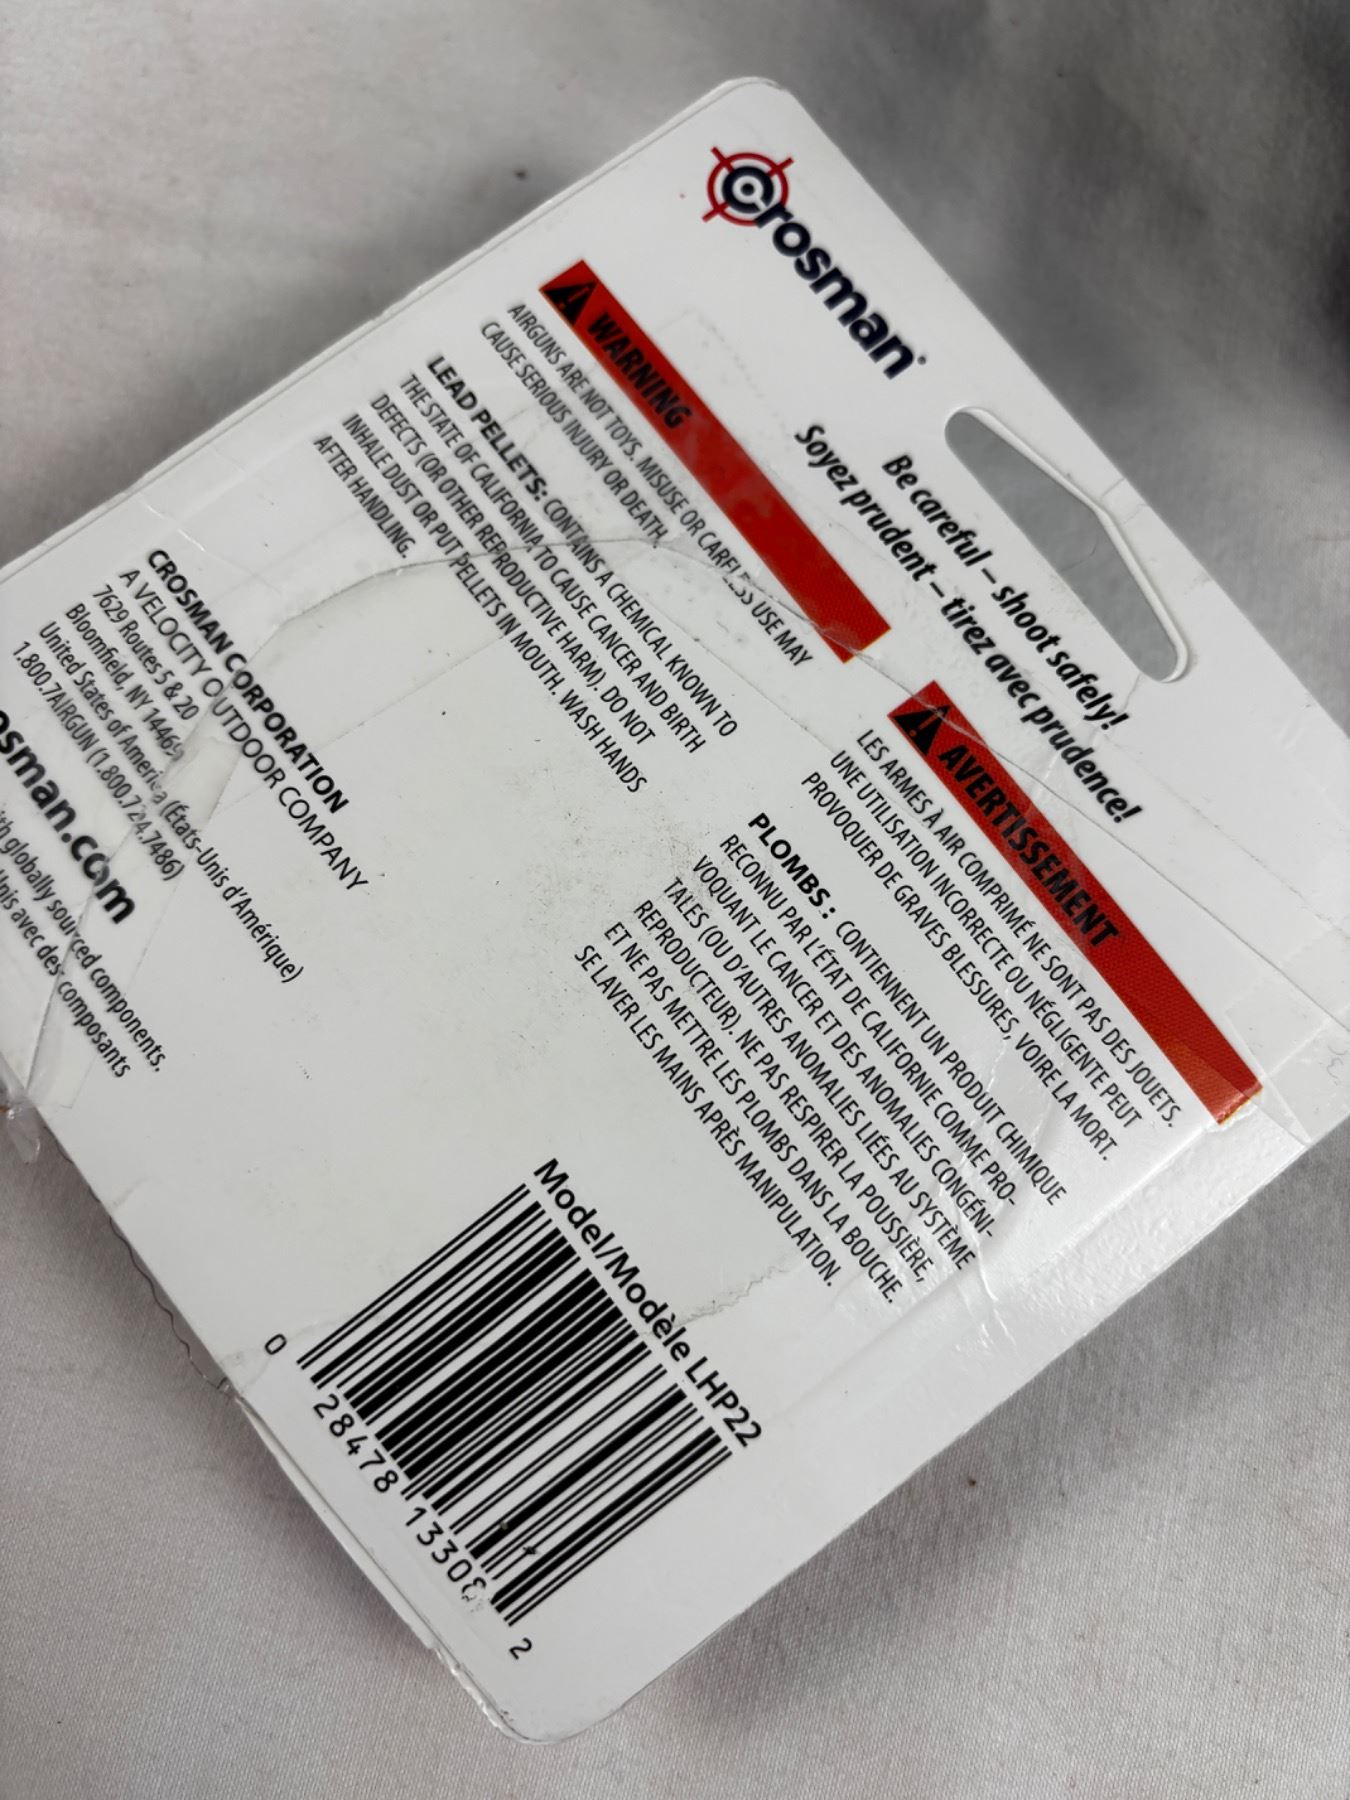 crosman
Be careful – shoot safely!
Soyez prudent – tirez avec prudence!
WARNING
AIRGUNS ARE NOT TOYS. MISUSE OR CARELESS USE MAY
CAUSE SERIOUS INJURY OR DEATH.
LEAD PELLETS: CONTAINS A CHEMICAL KNOWN TO
THE STATE OF CALIFORNIA TO CAUSE CANCER AND BIRTH
DEFECTS (OR OTHER REPRODUCTIVE HARM). DO NOT
INHALE DUST OR PUT PELLETS IN MOUTH. WASH HANDS
AFTER HANDLING.
AVERTISSEMENT
LES ARMES À AIR COMPRIMÉ NE SONT PAS DES JOUETS.
UNE UTILISATION INCORRECTE OU NÉGLIGENTE PEUT
PROVOQUER DE GRAVES BLESSURES, VOIRE LA MORT.
PLOMBS : CONTIENNENT UN PRODUIT CHIMIQUE
RECONNU PAR L'ÉTAT DE CALIFORNIE COMME PRO-
VOQUANT LE CANCER ET DES ANOMALIES CONGÉNI-
TALES (OU D'AUTRES ANOMALIES LIÉES AU SYSTÈME
REPRODUCTEUR). NE PAS RESPIRER LA POUSSIÈRE,
ET NE PAS METTRE LES PLOMBS DANS LA BOUCHE.
SE LAVER LES MAINS APRÈS MANIPULATION.
CROSMAN CORPORATION
A VELOCITY OUTDOOR COMPANY
7629 Routes 5 & 20
Bloomfield, NY 14469
United States of America (États-Unis d'Amérique)
1.800.7AIRGUN (1.800.724.7486)
osman.com
globally sourced components.
avec des composants
Model/Modèle LHP22
0 28478 13308 2